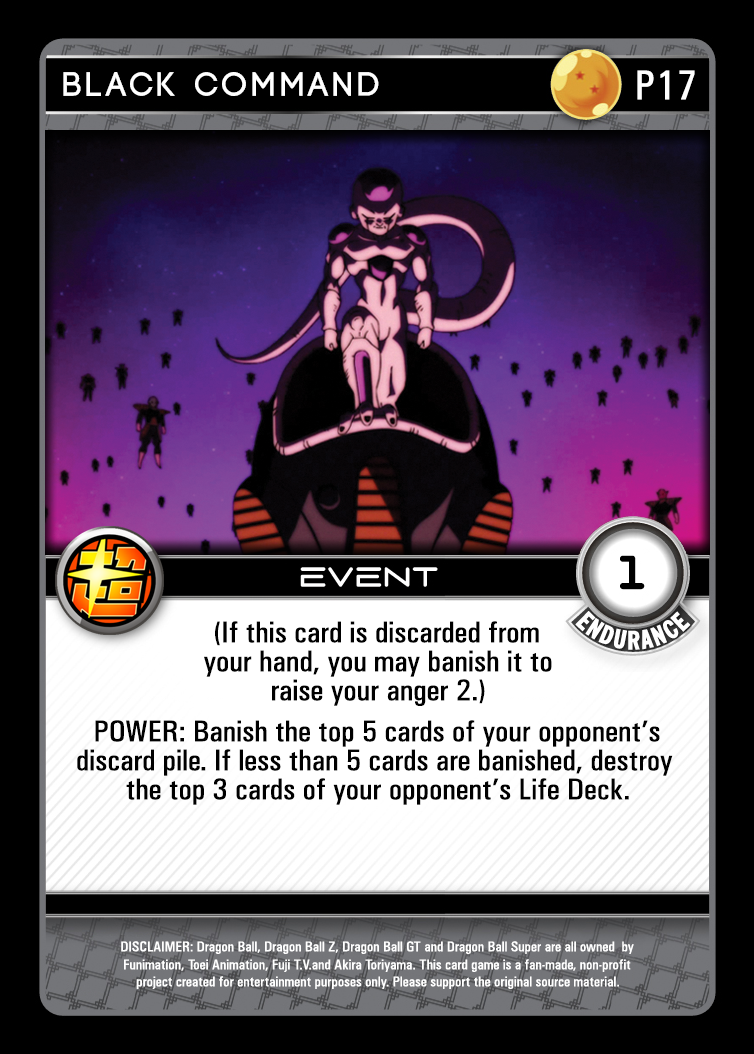 BLACK COMMAND
P17
EVENT
1
ENDURANCE
(If this card is discarded from
your hand, you may banish it to
raise your anger 2.)
POWER: Banish the top 5 cards of your opponent’s
discard pile. If less than 5 cards are banished, destroy
the top 3 cards of your opponent’s Life Deck.
DISCLAIMER: Dragon Ball, Dragon Ball Z, Dragon Ball GT and Dragon Ball Super are all owned by
Funimation, Toei Animation, Fuji T.V.and Akira Toriyama. This card game is a fan-made, non-profit
project created for entertainment purposes only. Please support the original source material.